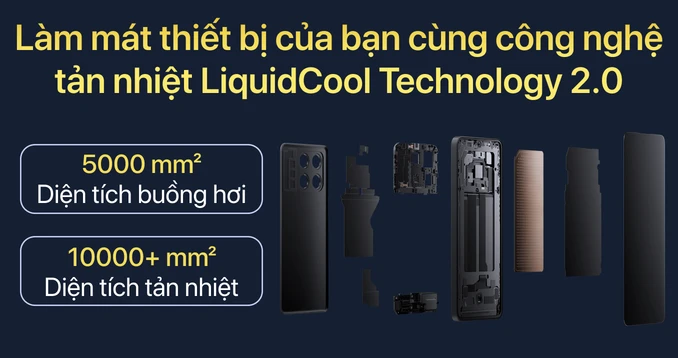 Làm mát thiết bị của bạn cùng công nghệ
tản nhiệt LiquidCool Technology 2.0
5000 mm²
Diện tích buồng hơi
10000+ mm²
Diện tích tản nhiệt